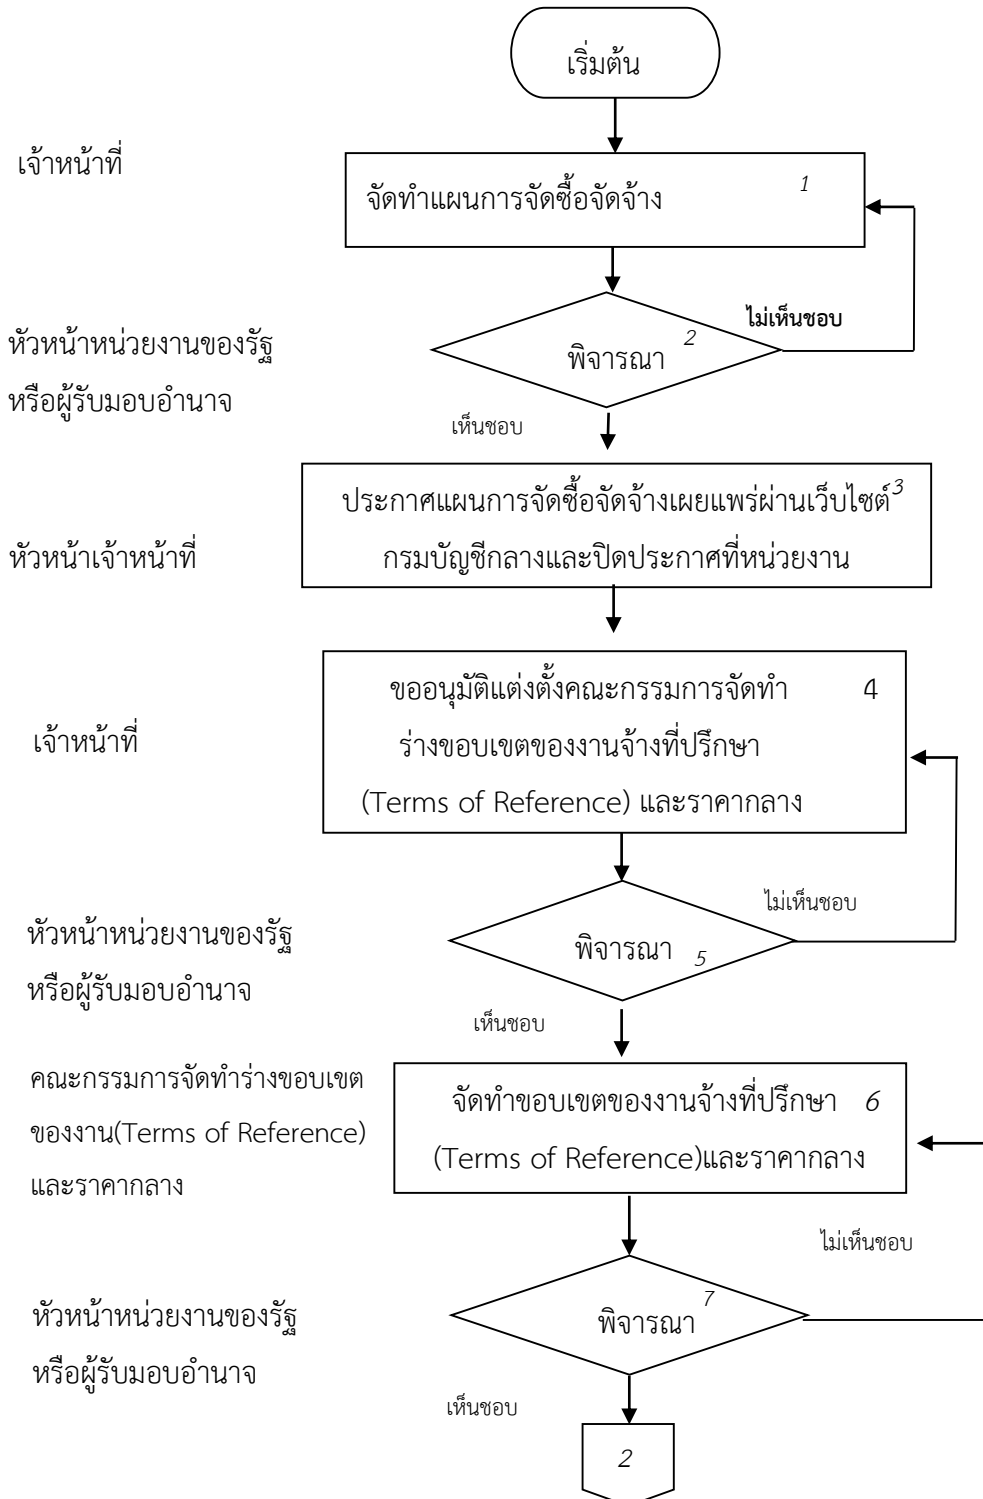 เริ่มต้น
เจ้าหน้าที่
จัดทำแผนการจัดซื้อจัดจ้าง 1
ไม่เห็นชอบ
หัวหน้าหน่วยงานของรัฐ
หรือผู้รับมอบอำนาจ
พิจารณา 2
เห็นชอบ
ประกาศแผนการจัดซื้อจัดจ้างเผยแพร่ผ่านเว็บไซต์ 3
กรมบัญชีกลางและปิดประกาศที่หน่วยงาน
หัวหน้าเจ้าหน้าที่
ขออนุมัติแต่งตั้งคณะกรรมการจัดทำ 4
ร่างขอบเขตของงานจ้างที่ปรึกษา
(Terms of Reference) และราคากลาง
เจ้าหน้าที่
ไม่เห็นชอบ
หัวหน้าหน่วยงานของรัฐ
หรือผู้รับมอบอำนาจ
พิจารณา 5
เห็นชอบ
คณะกรรมการจัดทำร่างขอบเขต
ของงาน(Terms of Reference)
และราคากลาง
จัดทำขอบเขตของงานจ้างที่ปรึกษา 6
(Terms of Reference)และราคากลาง
ไม่เห็นชอบ
หัวหน้าหน่วยงานของรัฐ
หรือผู้รับมอบอำนาจ
พิจารณา 7
เห็นชอบ
2